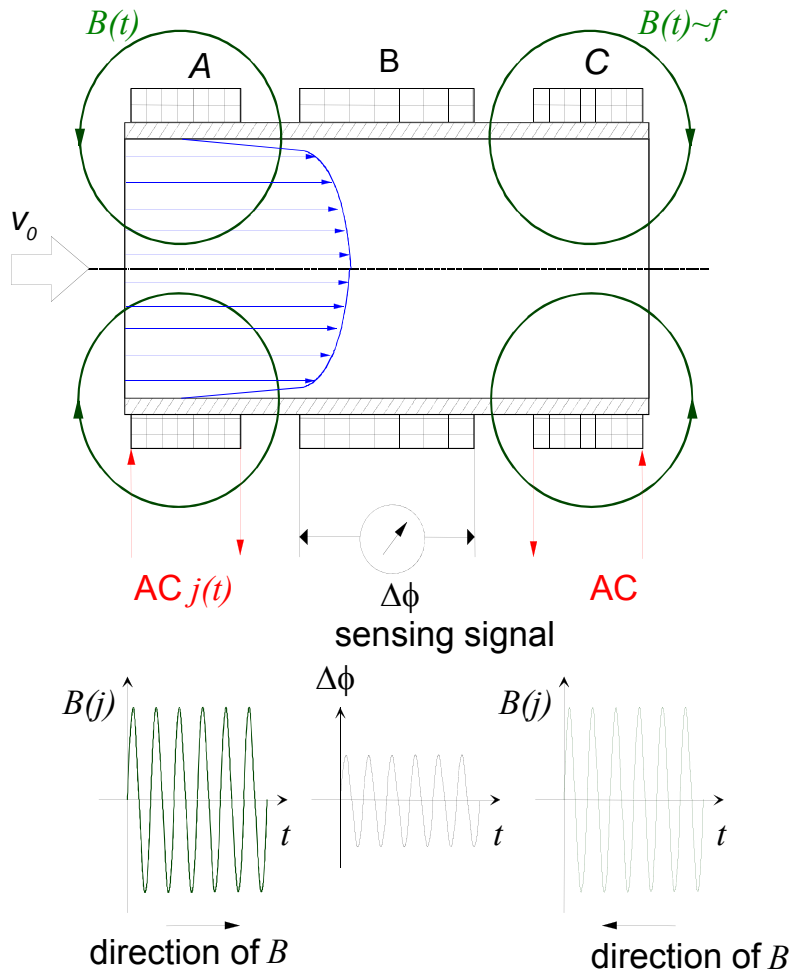 B(t)
A
B
C
B(t)~f
v₀
AC j(t)
Δϕ
AC
sensing signal
B(j)
Δϕ
B(j)
t
t
t
direction of B
direction of B